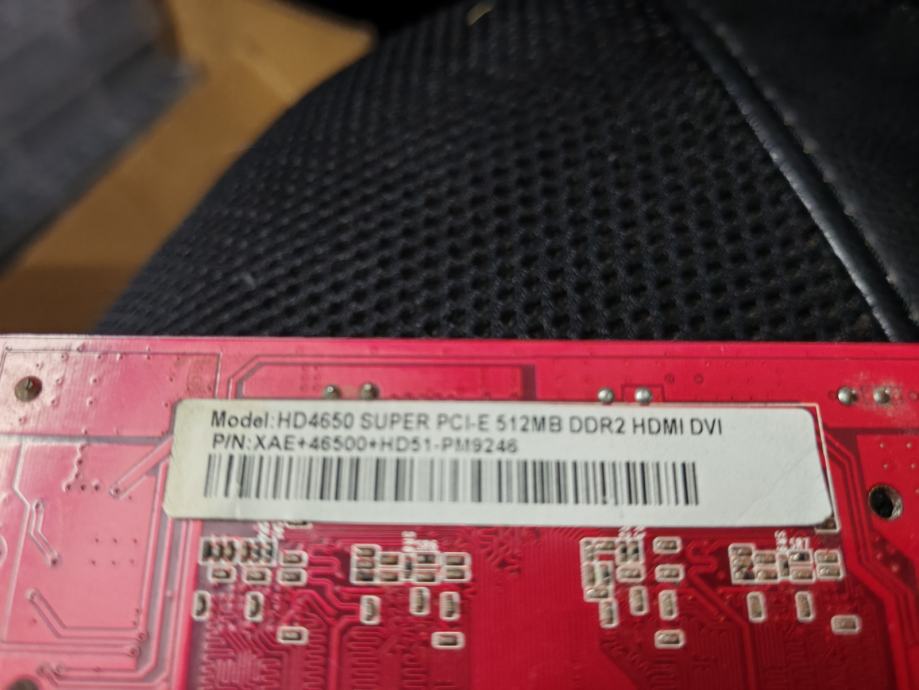 Model:HD4650 SUPER PCI-E 512MB DDR2 HDMI DVI
P/N:XAE+46500+HD51-PM9246